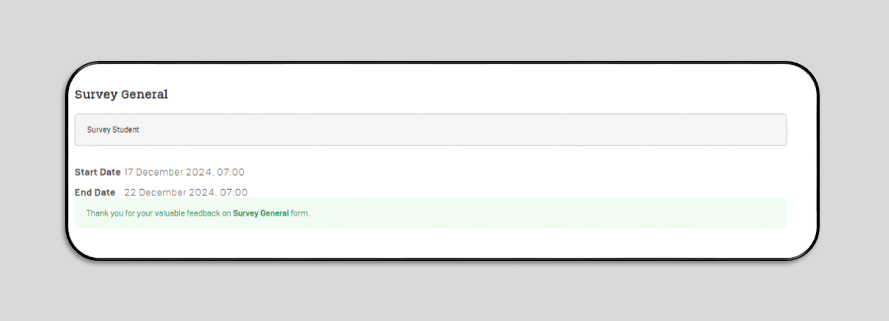 Survey General
Survey Student
Start Date 17 December 2024, 07:00
End Date 22 December 2024, 07:00
Thank you for your valuable feedback on Survey General form.